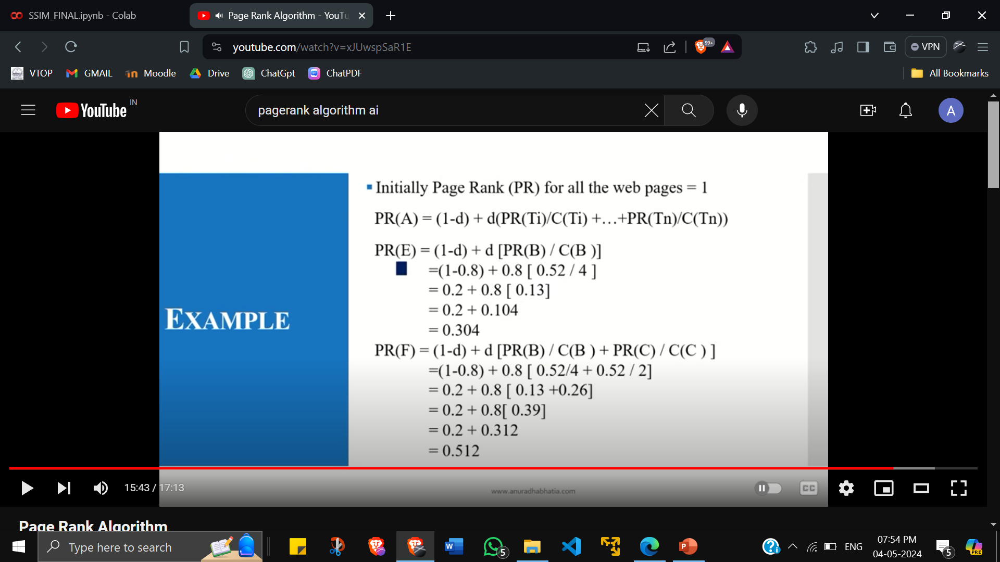 SSIM_FINAL.ipynb - Colab
Page Rank Algorithm - YouTu
youtube.com/watch?v=xJUwspSaR1E
99+
VPN
VTOP
GMAIL
Moodle
Drive
ChatGpt
ChatPDF
All Bookmarks
YouTube IN
pagerank algorithm ai
A
▪ Initially Page Rank (PR) for all the web pages = 1
PR(A) = (1-d) + d(PR(Ti)/C(Ti) +…+PR(Tn)/C(Tn))
PR(E) = (1-d) + d [PR(B) / C(B )]
=(1-0.8) + 0.8 [ 0.52 / 4 ]
= 0.2 + 0.8 [ 0.13]
= 0.2 + 0.104
= 0.304
PR(F) = (1-d) + d [PR(B) / C(B ) + PR(C) / C(C ) ]
=(1-0.8) + 0.8 [ 0.52/4 + 0.52 / 2]
= 0.2 + 0.8 [ 0.13 +0.26]
= 0.2 + 0.8[ 0.39]
= 0.2 + 0.312
= 0.512
EXAMPLE
15:43 / 17:13
www.anuradhabhatia.com
CC
Page Rank Algorithm
Type here to search
W
5
P
ENG
07:54 PM
04-05-2024
5
PRE